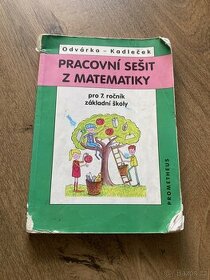 Odvárko - Kadleček
PRACOVNÍ SEŠIT
Z MATEMATIKY
pro 7. ročník
základní školy
PROMETHEUS